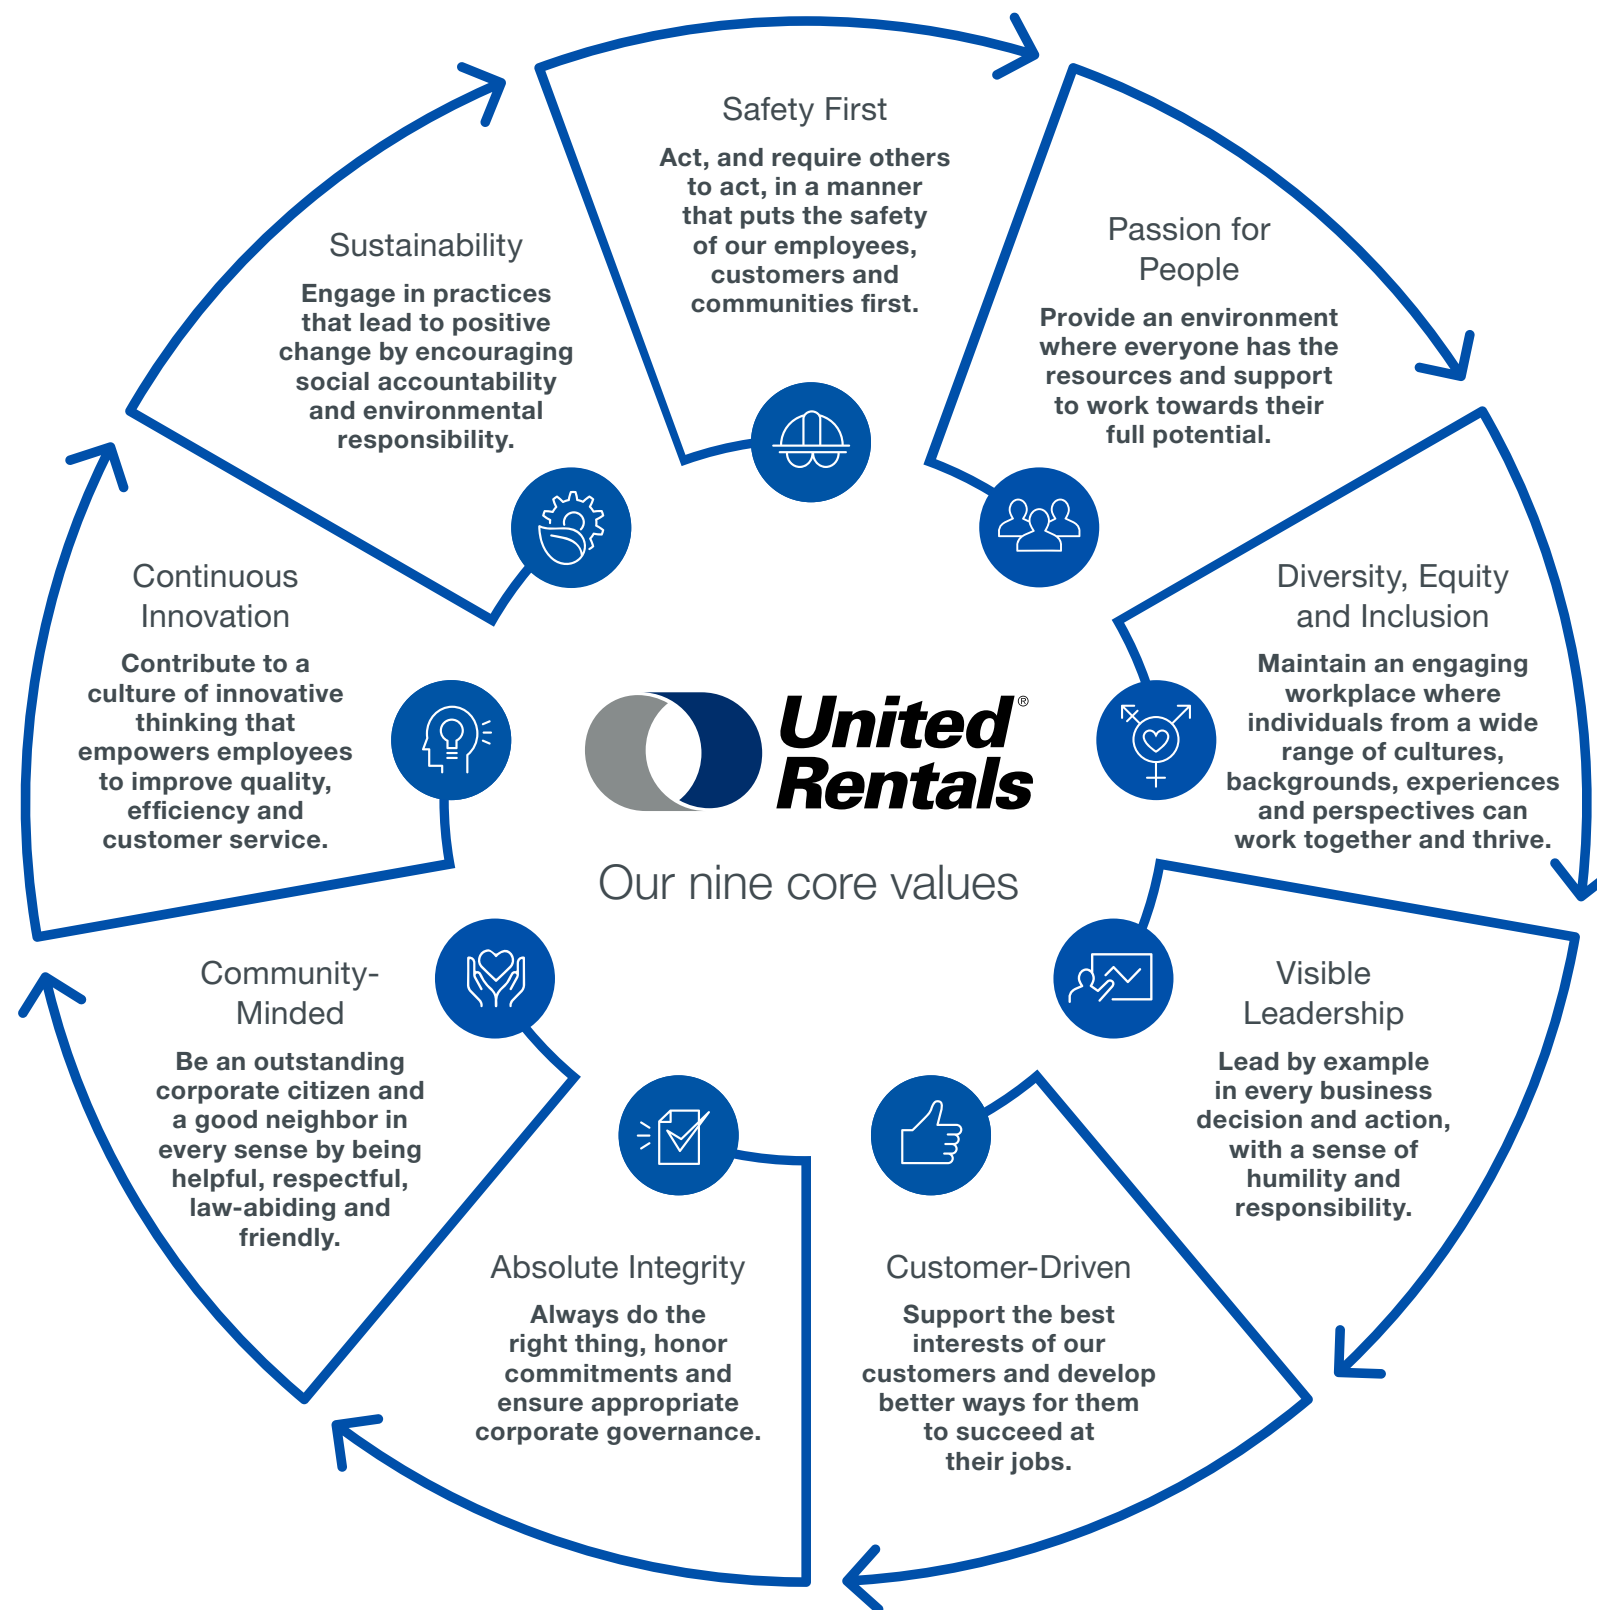 Safety First
Act, and require others
to act, in a manner
that puts the safety
of our employees,
customers and
communities first.
Passion for
People
Provide an environment
where everyone has the
resources and support
to work towards their
full potential.
Diversity, Equity
and Inclusion
Maintain an engaging
workplace where
individuals from a wide
range of cultures,
backgrounds, experiences
and perspectives can
work together and thrive.
Visible
Leadership
Lead by example
in every business
decision and action,
with a sense of
humility and
responsibility.
Customer-Driven
Support the best
interests of our
customers and develop
better ways for them
to succeed at
their jobs.
Absolute Integrity
Always do the
right thing, honor
commitments and
ensure appropriate
corporate governance.
Community-
Minded
Be an outstanding
corporate citizen and
a good neighbor in
every sense by being
helpful, respectful,
law-abiding and
friendly.
Continuous
Innovation
Contribute to a
culture of innovative
thinking that
empowers employees
to improve quality,
efficiency and
customer service.
Sustainability
Engage in practices
that lead to positive
change by encouraging
social accountability
and environmental
responsibility.
United®
Rentals
Our nine core values